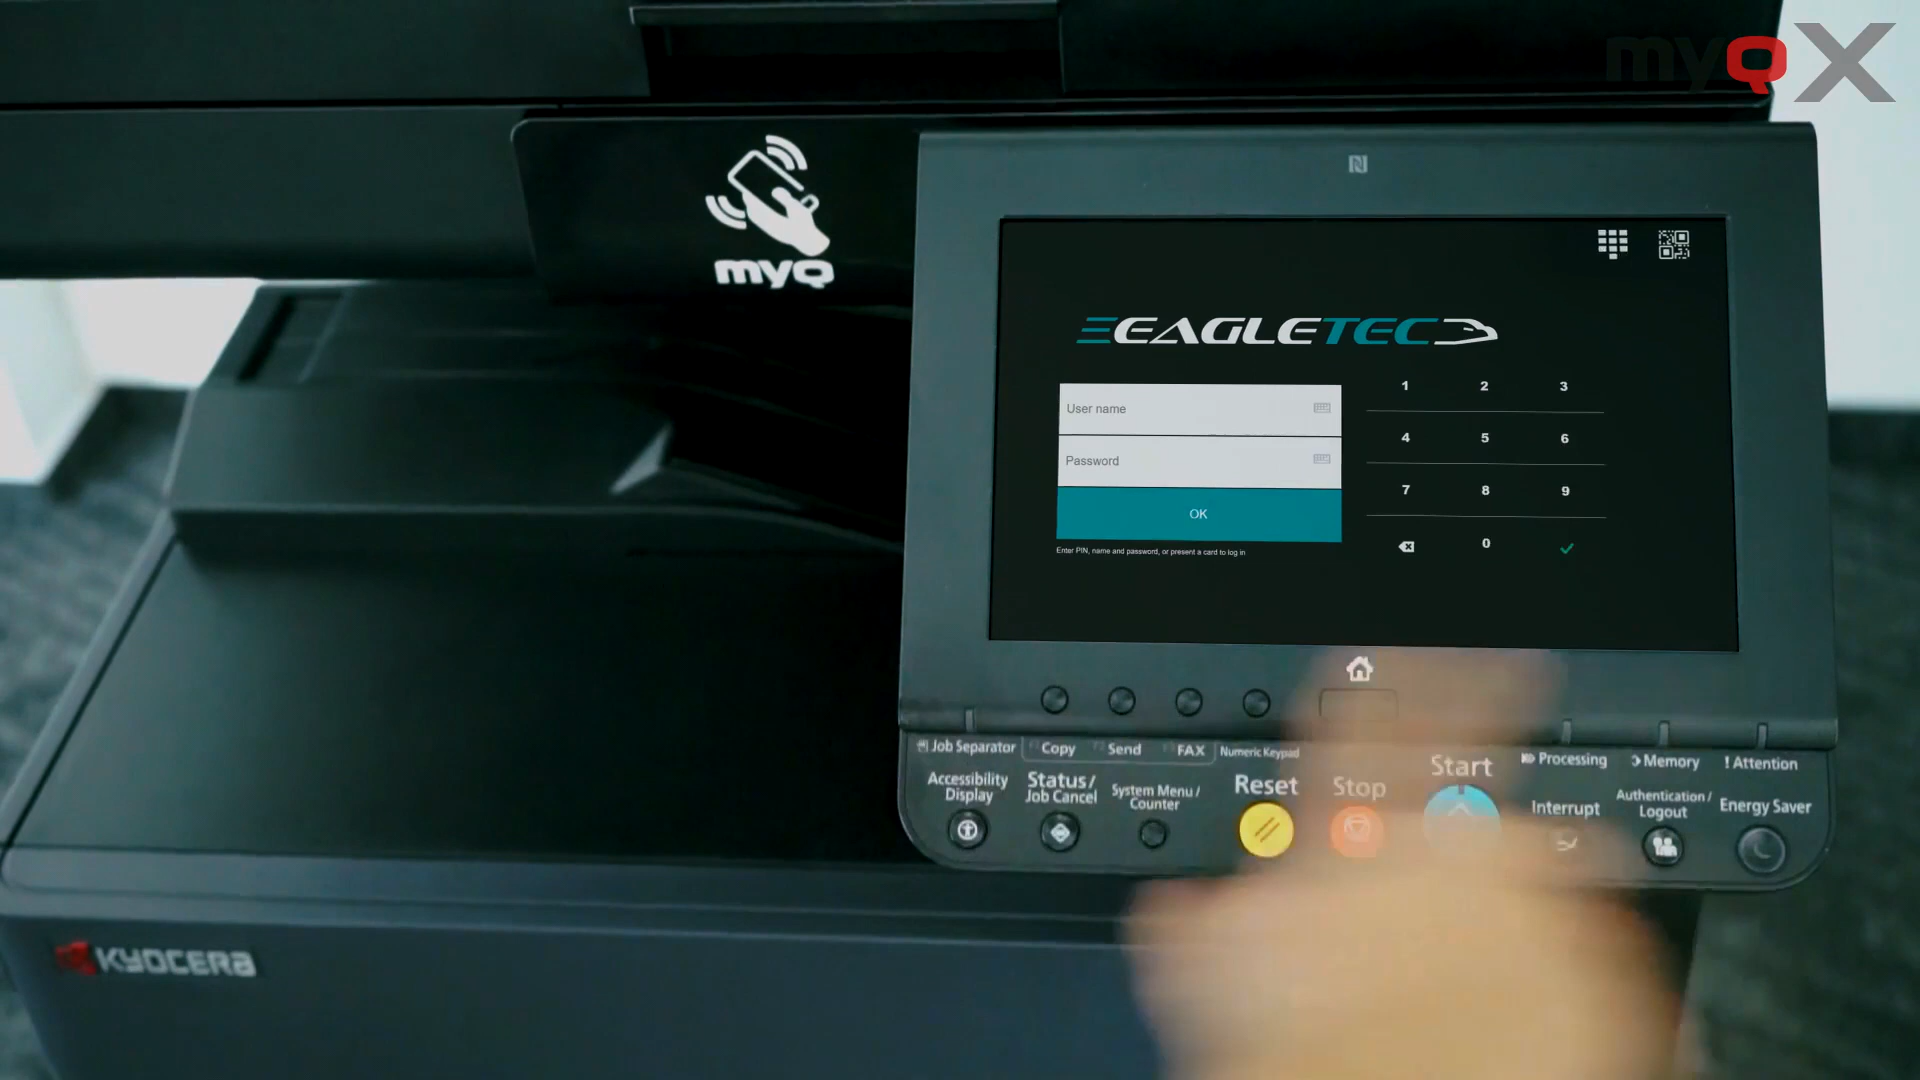 myQ X
myQ
EAGLETEC
User name
Password
OK
Enter PIN, name and password, or present a card to log in
1 2 3
4 5 6
7 8 9
0
Job Separator
Copy
Send
FAX
Numeric Keypad
Processing
Memory
! Attention
Accessibility
Display
Status/
Job Cancel
System Menu /
Counter
Reset
Stop
Start
Interrupt
Authentication/
Logout
Energy Saver
KYOCERA